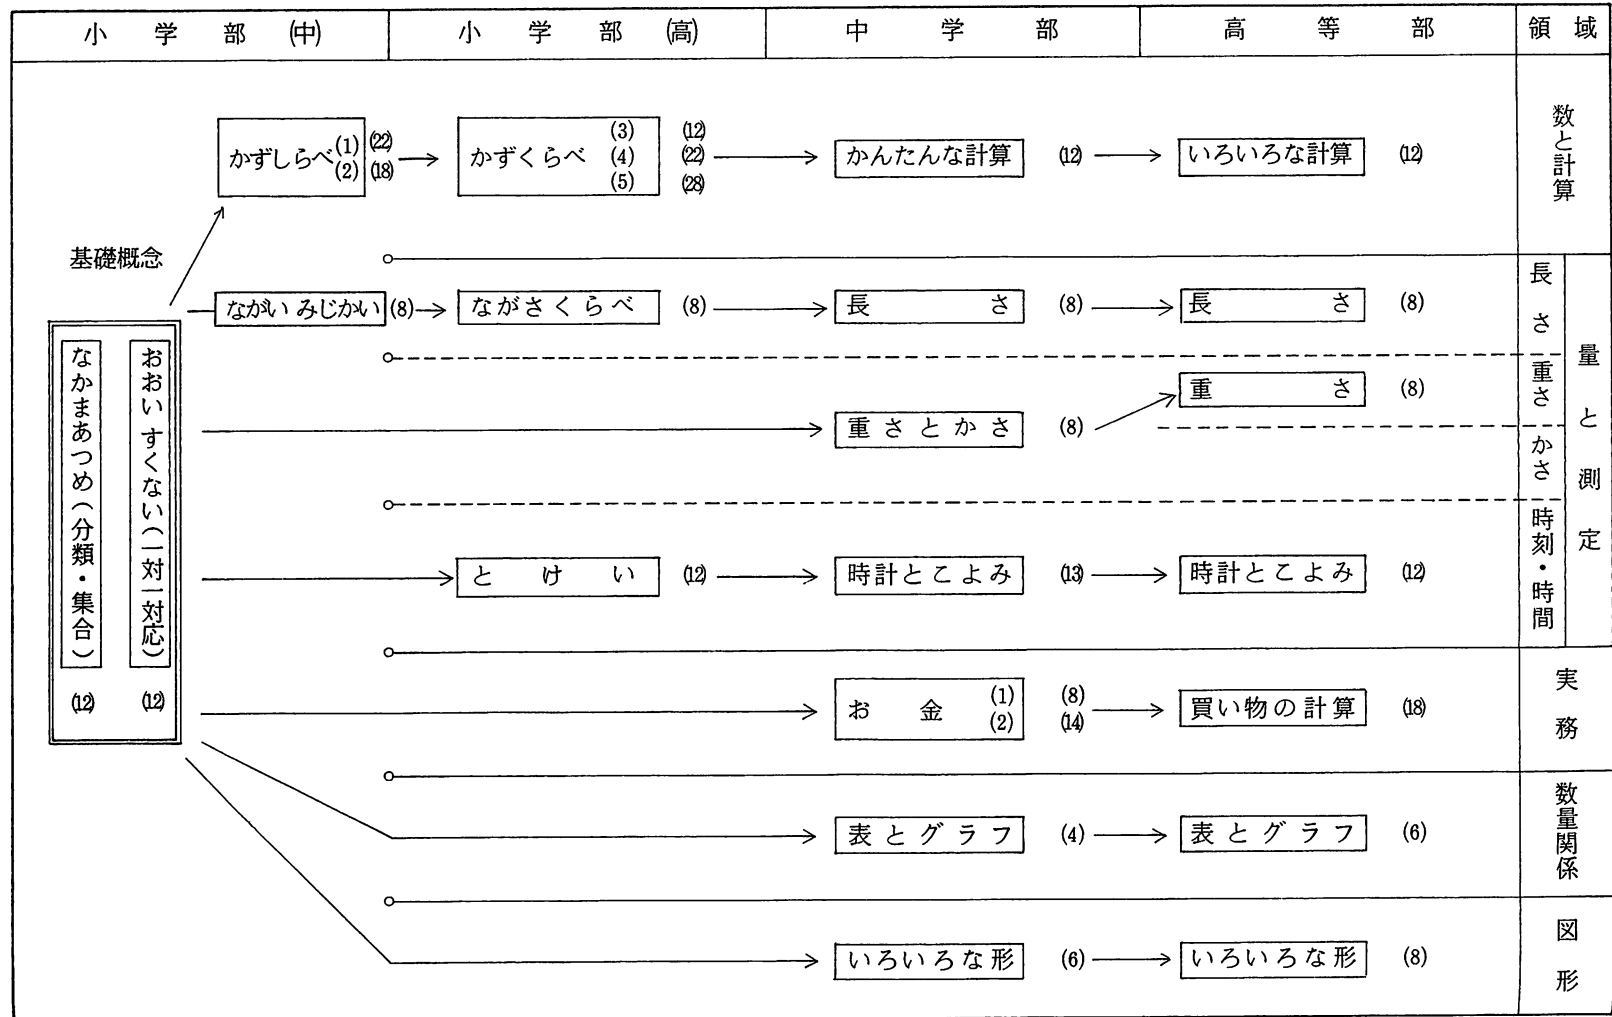 小学部(中) 小学部(高) 中学部 高等部 領域
かずしらべ(1)(2) (22)(18) かずくらべ(3)(4)(5) (12)(22)(28) かんたんな計算 (12) いろいろな計算 (12) 数と計算
基礎概念
ながいみじかい (8) ながさくらべ (8) 長さ (8) 長さ (8) 長さ
重さとかさ (8) 重さ (8) 重さ かさ
とけい (12) 時計とこよみ (13) 時計とこよみ (12) 時刻・時間
量と測定
おおいすくない(一対一対応) (12)
なかまあつめ(分類・集合) (12)
お金(1)(2) (8)(14) 買い物の計算 (18) 実務
表とグラフ (4) 表とグラフ (6) 数量関係
いろいろな形 (6) いろいろな形 (8) 図形